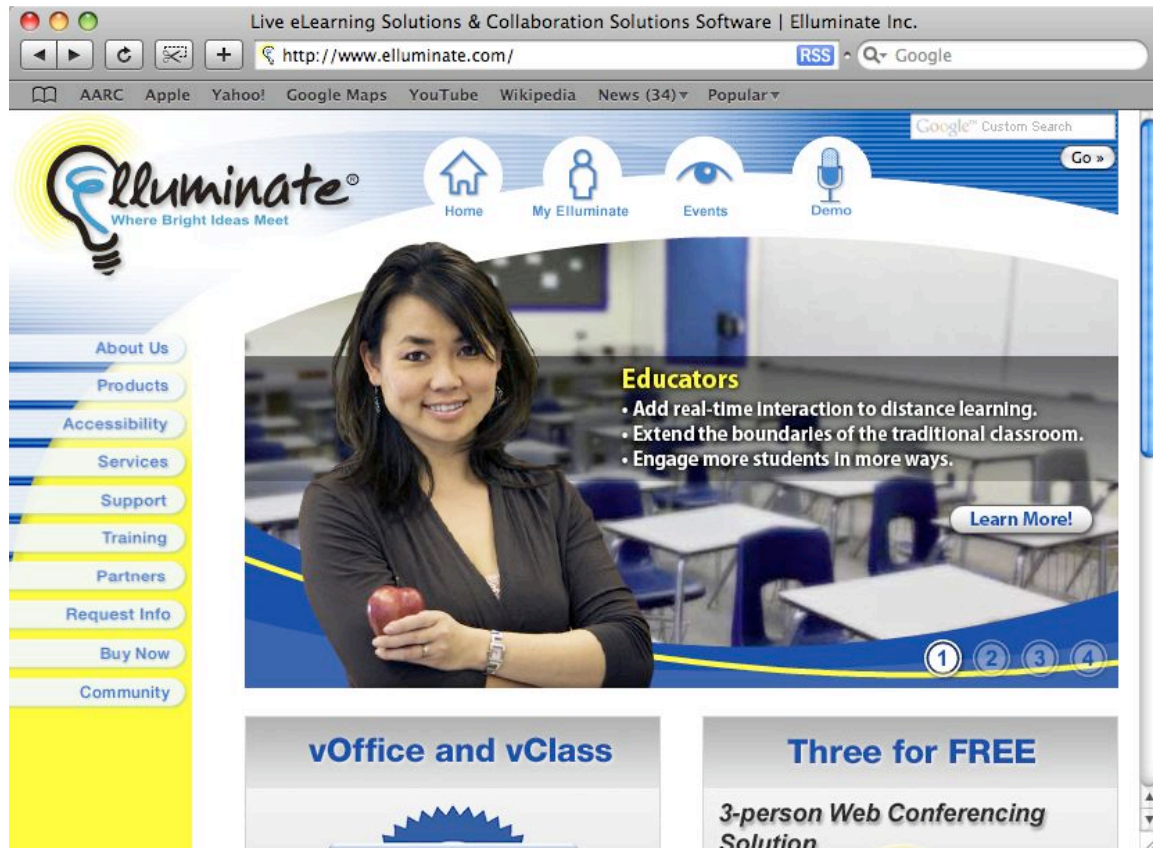 Live eLearning Solutions & Collaboration Solutions Software | Elluminate Inc.
http://www.elluminate.com/
RSS
Google
AARC Apple Yahoo! Google Maps YouTube Wikipedia News (34) Popular
Google™ Custom Search
Go »
Elluminate®
Where Bright Ideas Meet
Home My Elluminate Events Demo
About Us
Products
Accessibility
Services
Support
Training
Partners
Request Info
Buy Now
Community
Educators
• Add real-time interaction to distance learning.
• Extend the boundaries of the traditional classroom.
• Engage more students in more ways.
Learn More!
1 2 3 4
vOffice and vClass
Three for FREE
3-person Web Conferencing
Solution